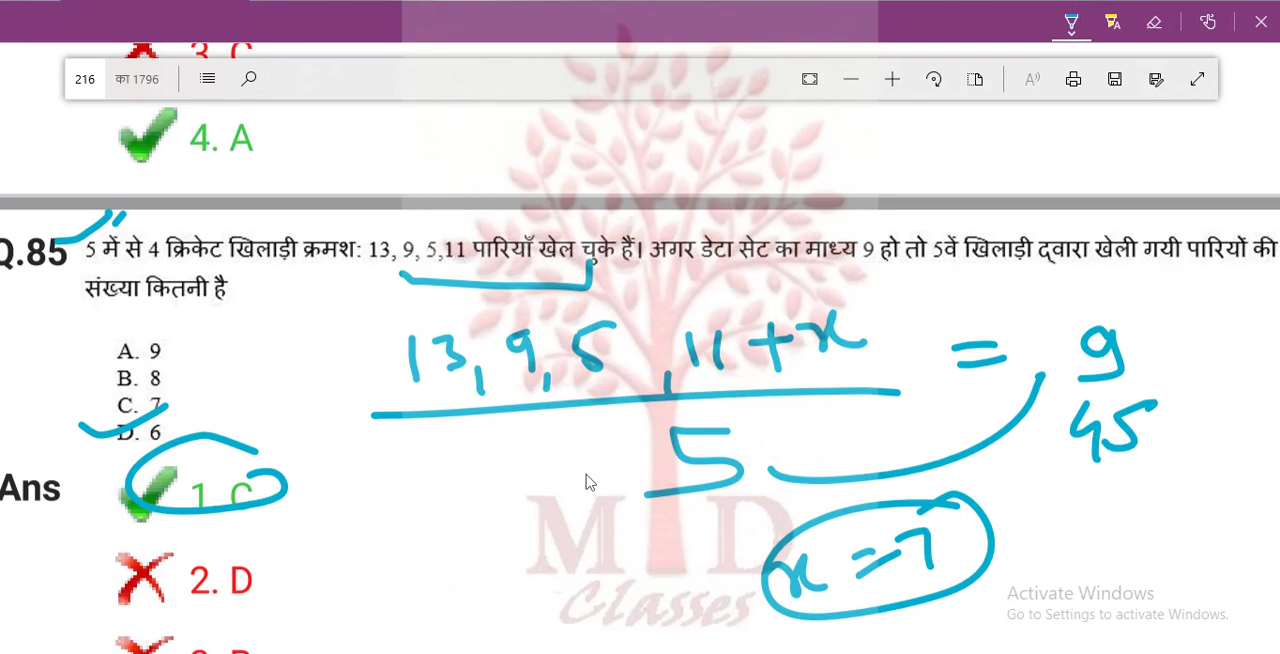 3. C
216 का 1796
4. A
Q.85 5 में से 4 क्रिकेट खिलाड़ी क्रमश: 13, 9, 5,11 पारियाँ खेल चुके हैं। अगर डेटा सेट का माध्य 9 हो तो 5वें खिलाड़ी द्वारा खेली गयी पारियों की
संख्या कितनी है
13, 9, 5, 11 + x = 9
A. 9
B. 8
C. 7
D. 6
5
45
Ans 1. C
M D
Classes
x = 7
2. D
Activate Windows
Go to Settings to activate Windows.